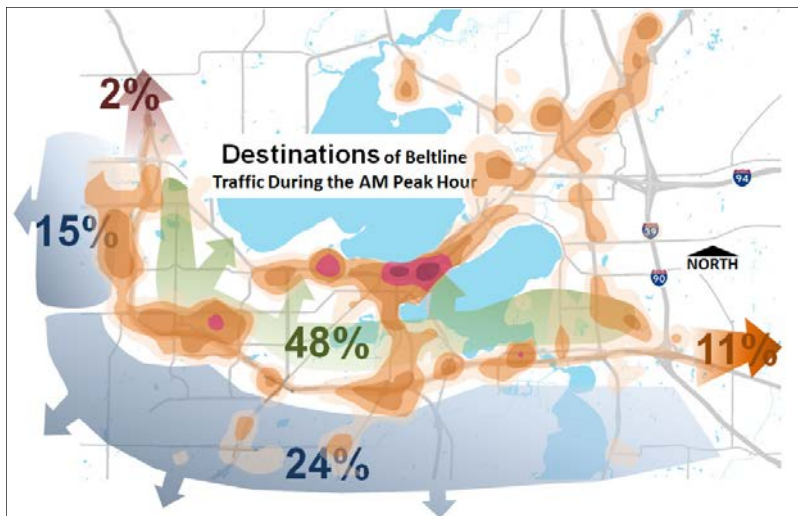 2%
Destinations of Beltline
Traffic During the AM Peak Hour
94
15%
39
NORTH
90
48%
11%
24%